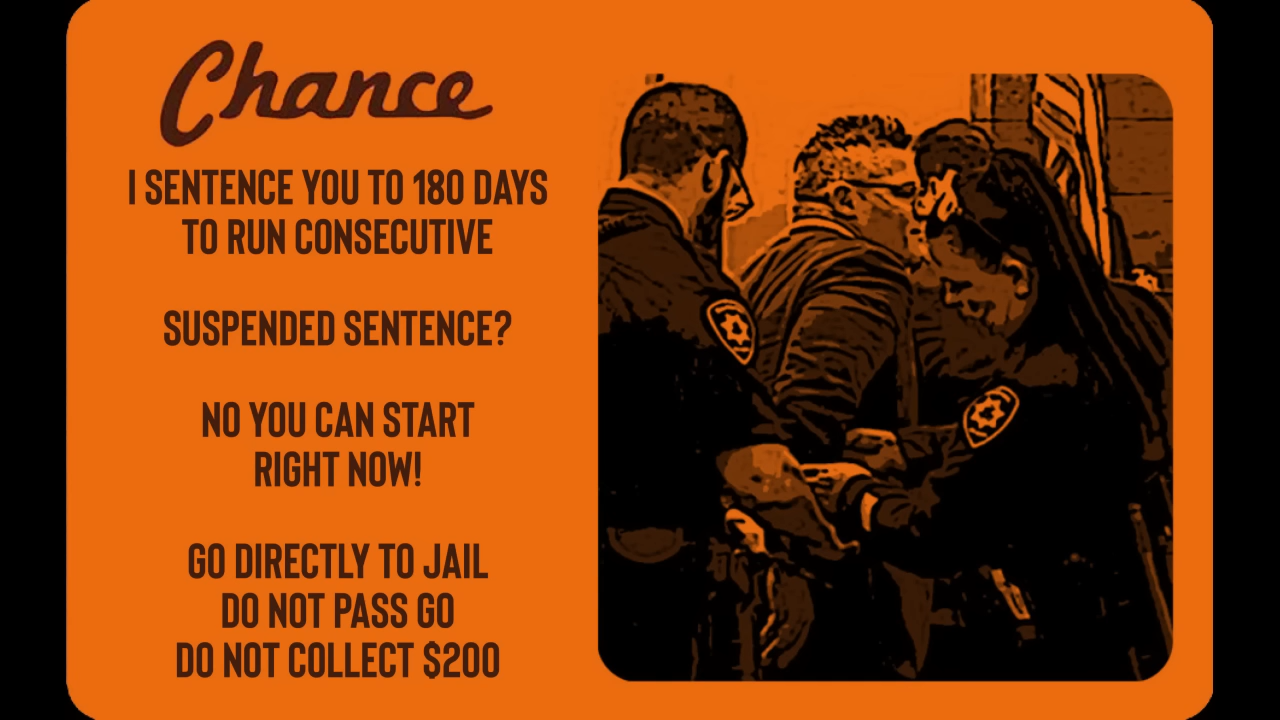 Chance
I SENTENCE YOU TO 180 DAYS
TO RUN CONSECUTIVE
SUSPENDED SENTENCE?
NO YOU CAN START
RIGHT NOW!
GO DIRECTLY TO JAIL
DO NOT PASS GO
DO NOT COLLECT $200